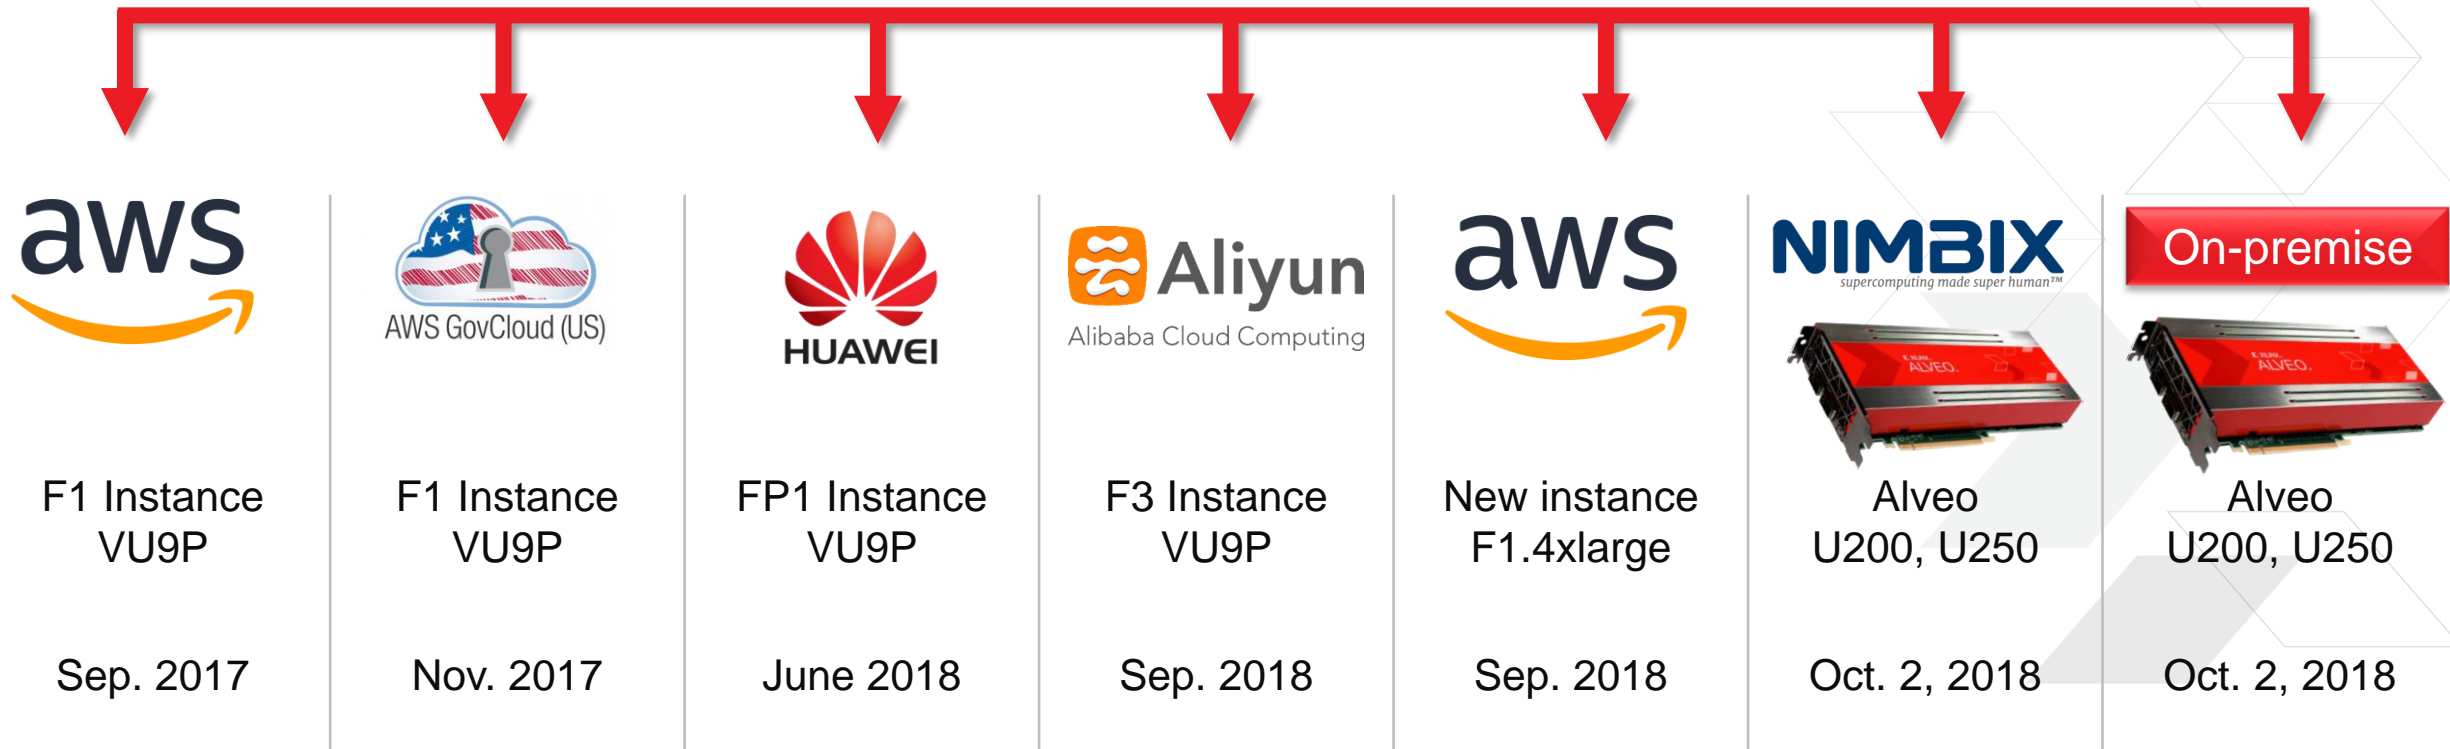 aws
F1 Instance
VU9P
Sep. 2017
AWS GovCloud (US)
F1 Instance
VU9P
Nov. 2017
HUAWEI
FP1 Instance
VU9P
June 2018
Aliyun
Alibaba Cloud Computing
F3 Instance
VU9P
Sep. 2018
aws
New instance
F1.4xlarge
Sep. 2018
NIMBIX
supercomputing made super human™
XILINX
ALVEO.
Alveo
U200, U250
Oct. 2, 2018
On-premise
XILINX
ALVEO.
Alveo
U200, U250
Oct. 2, 2018